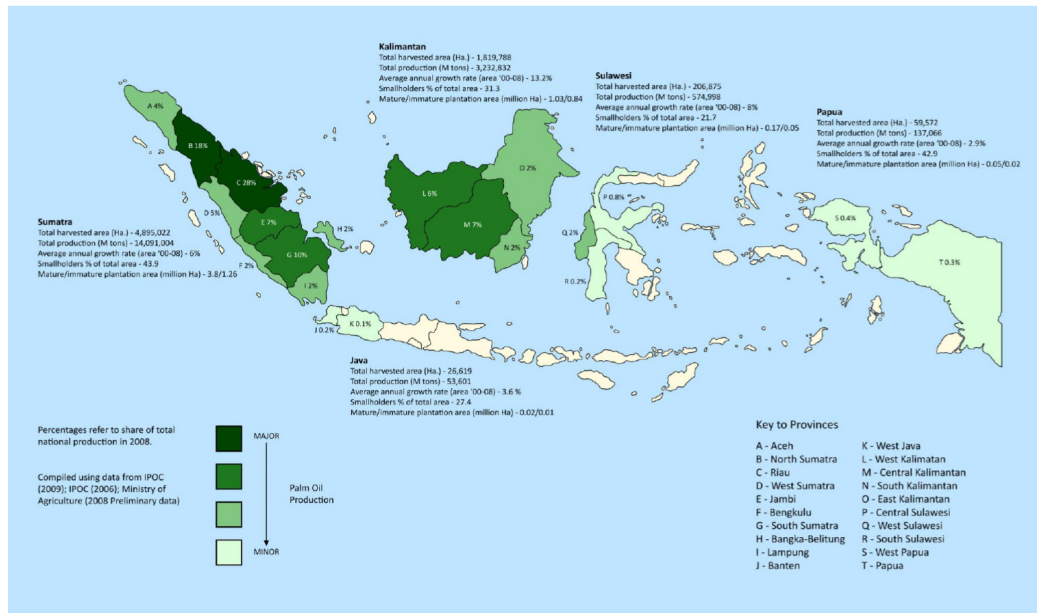 Kalimantan
Total harvested area (Ha.) - 1,819,788
Total production (M tons) - 3,232,832
Average annual growth rate (area '00-08) - 13.2%
Smallholders % of total area - 31.3
Mature/immature plantation area (million Ha) - 1.03/0.84
Sulawesi
Total harvested area (Ha.) - 206,875
Total production (M tons) - 574,998
Average annual growth rate (area '00-08) - 8%
Smallholders % of total area - 21.7
Mature/immature plantation area (million Ha) - 0.17/0.05
Papua
Total harvested area (Ha.) - 59,572
Total production (M tons) - 137,066
Average annual growth rate (area '00-08) - 2.9%
Smallholders % of total area - 42.9
Mature/immature plantation area (million Ha) - 0.05/0.02
A 4%
B 18%
C 28%
D 5%
E 7%
F 2%
G 10%
H 2%
I 2%
J 0.2%
K 0.1%
L 6%
M 7%
N 2%
O 2%
P 0.8%
Q 2%
R 0.2%
S 0.4%
T 0.3%
Sumatra
Total harvested area (Ha.) - 4,895,022
Total production (M tons) - 14,091,004
Average annual growth rate (area '00-08) - 6%
Smallholders % of total area - 43.9
Mature/immature plantation area (million Ha) - 3.8/1.26
Java
Total harvested area (Ha.) - 26,619
Total production (M tons) - 53,601
Average annual growth rate (area '00-08) - 3.6 %
Smallholders % of total area - 27.4
Mature/immature plantation area (million Ha) - 0.02/0.01
Percentages refer to share of total
national production in 2008.
Compiled using data from IPOC
(2009); IPOC (2006); Ministry of
Agriculture (2008 Preliminary data)
MAJOR
Palm Oil
Production
MINOR
Key to Provinces
A - Aceh
B - North Sumatra
C - Riau
D - West Sumatra
E - Jambi
F - Bengkulu
G - South Sumatra
H - Bangka-Belitung
I - Lampung
J - Banten
K - West Java
L - West Kalimatan
M - Central Kalimantan
N - South Kalimantan
O - East Kalimantan
P - Central Sulawesi
Q - West Sulawesi
R - South Sulawesi
S - West Papua
T - Papua